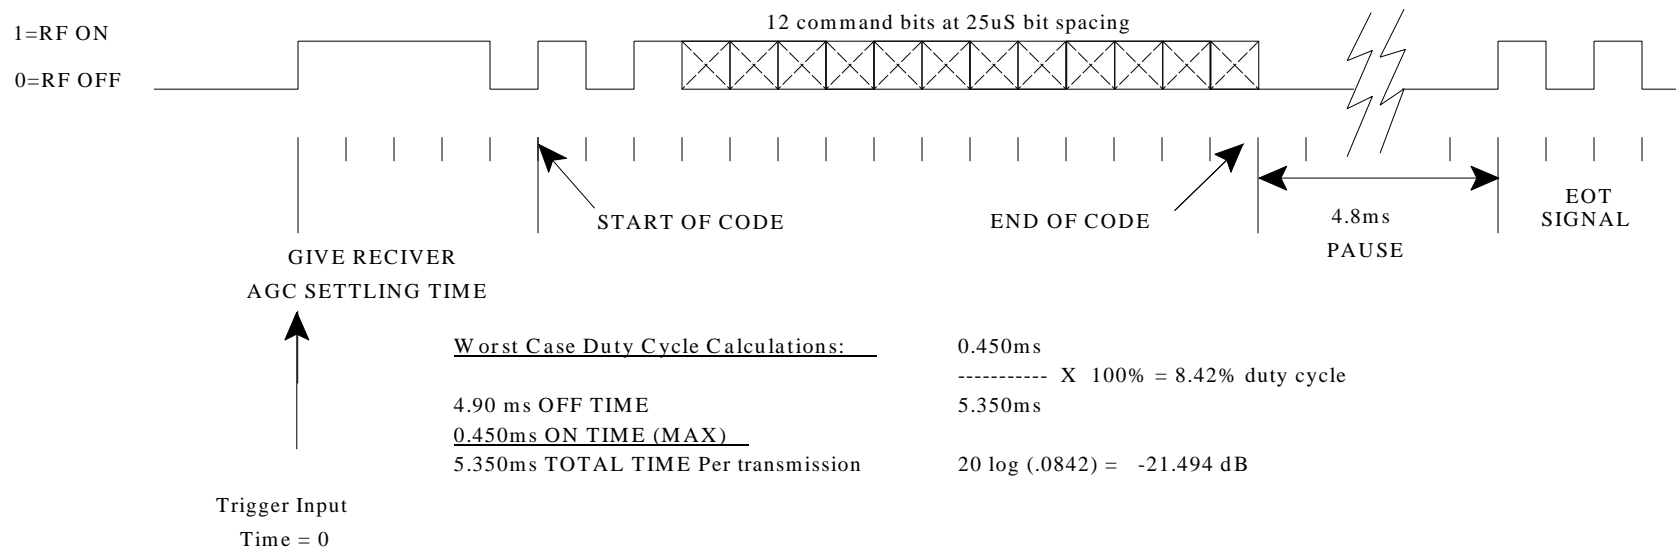 12 command bits at 25uS bit spacing
1=RF ON
0=RF OFF
START OF CODE
END OF CODE
4.8ms
PAUSE
EOT
SIGNAL
GIVE RECIVER
AGC SETTLING TIME
Worst Case Duty Cycle Calculations:
0.450ms
----------- X 100% = 8.42% duty cycle
4.90 ms OFF TIME
5.350ms
0.450ms ON TIME (MAX)
5.350ms TOTAL TIME Per transmission
20 log (.0842) = -21.494 dB
Trigger Input
Time = 0